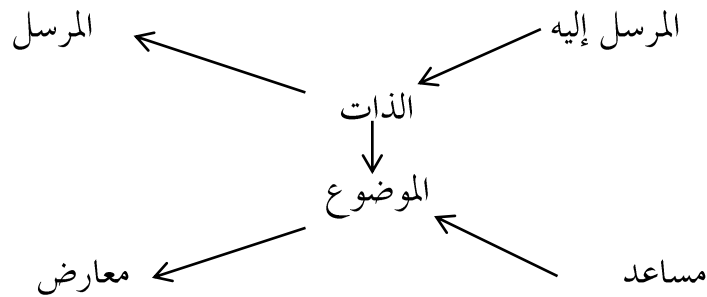 المرسل إليه المرسل
الذات
الموضوع
مساعد معارض